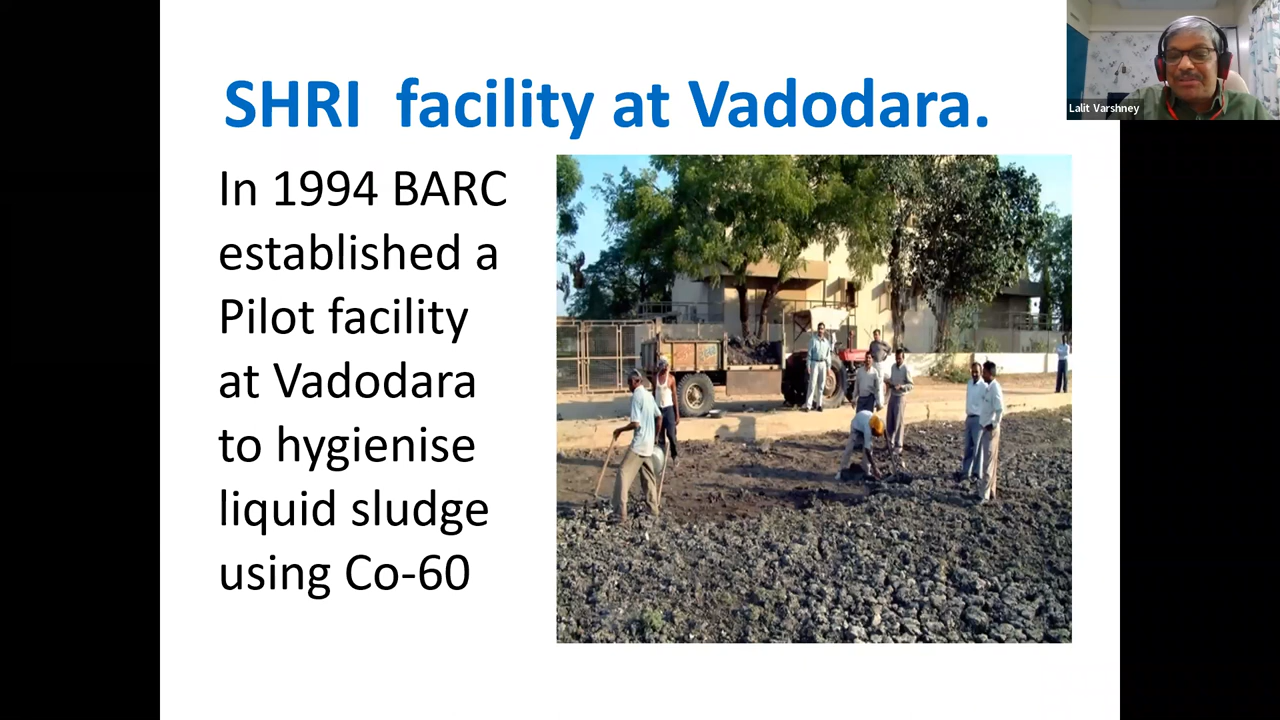 SHRI facility at Vadodara.
In 1994 BARC
established a
Pilot facility
at Vadodara
to hygienise
liquid sludge
using Co-60
Lalit Varshney